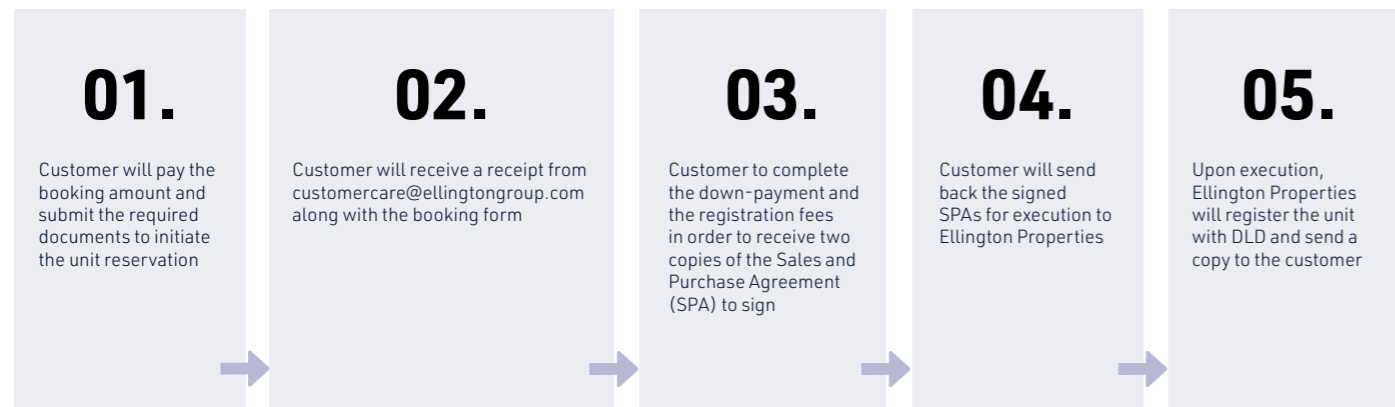 01.
Customer will pay the
booking amount and
submit the required
documents to initiate
the unit reservation
02.
Customer will receive a receipt from
customercare@ellingtongroup.com
along with the booking form
03.
Customer to complete
the down-payment and
the registration fees
in order to receive two
copies of the Sales and
Purchase Agreement
(SPA) to sign
04.
Customer will send
back the signed
SPAs for execution to
Ellington Properties
05.
Upon execution,
Ellington Properties
will register the unit
with DLD and send a
copy to the customer